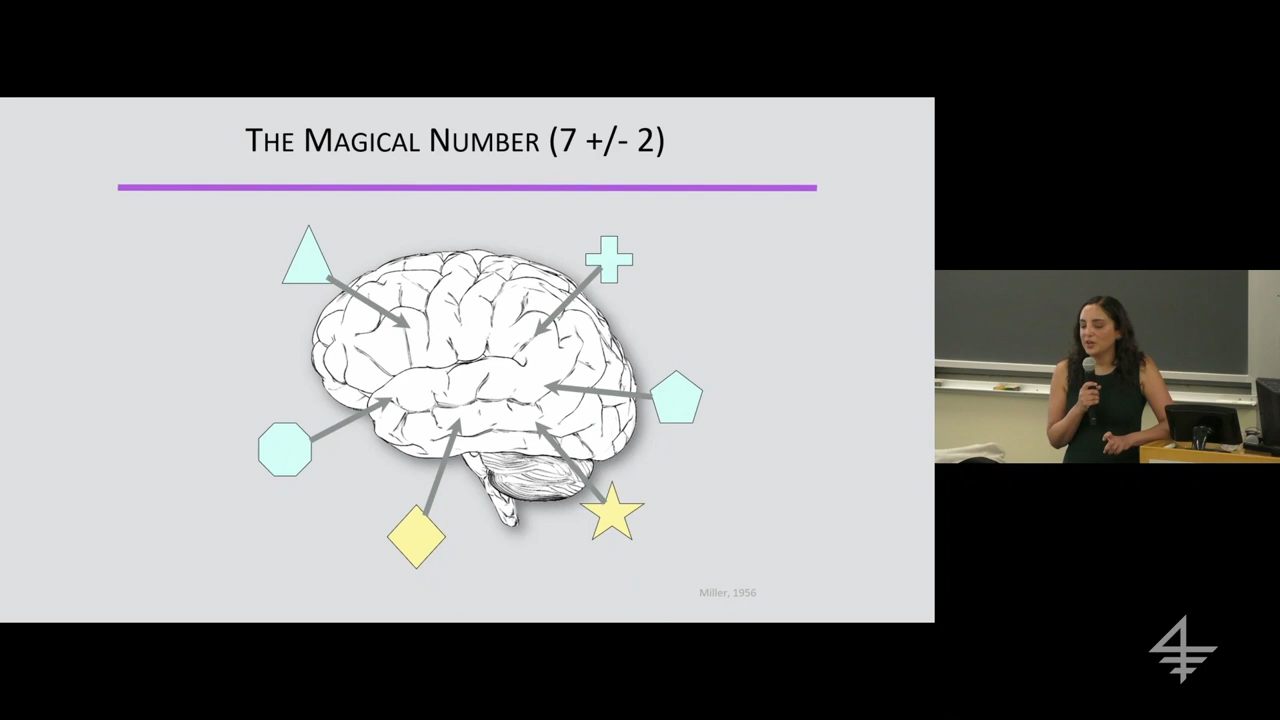 THE MAGICAL NUMBER (7 +/- 2)
Miller, 1956